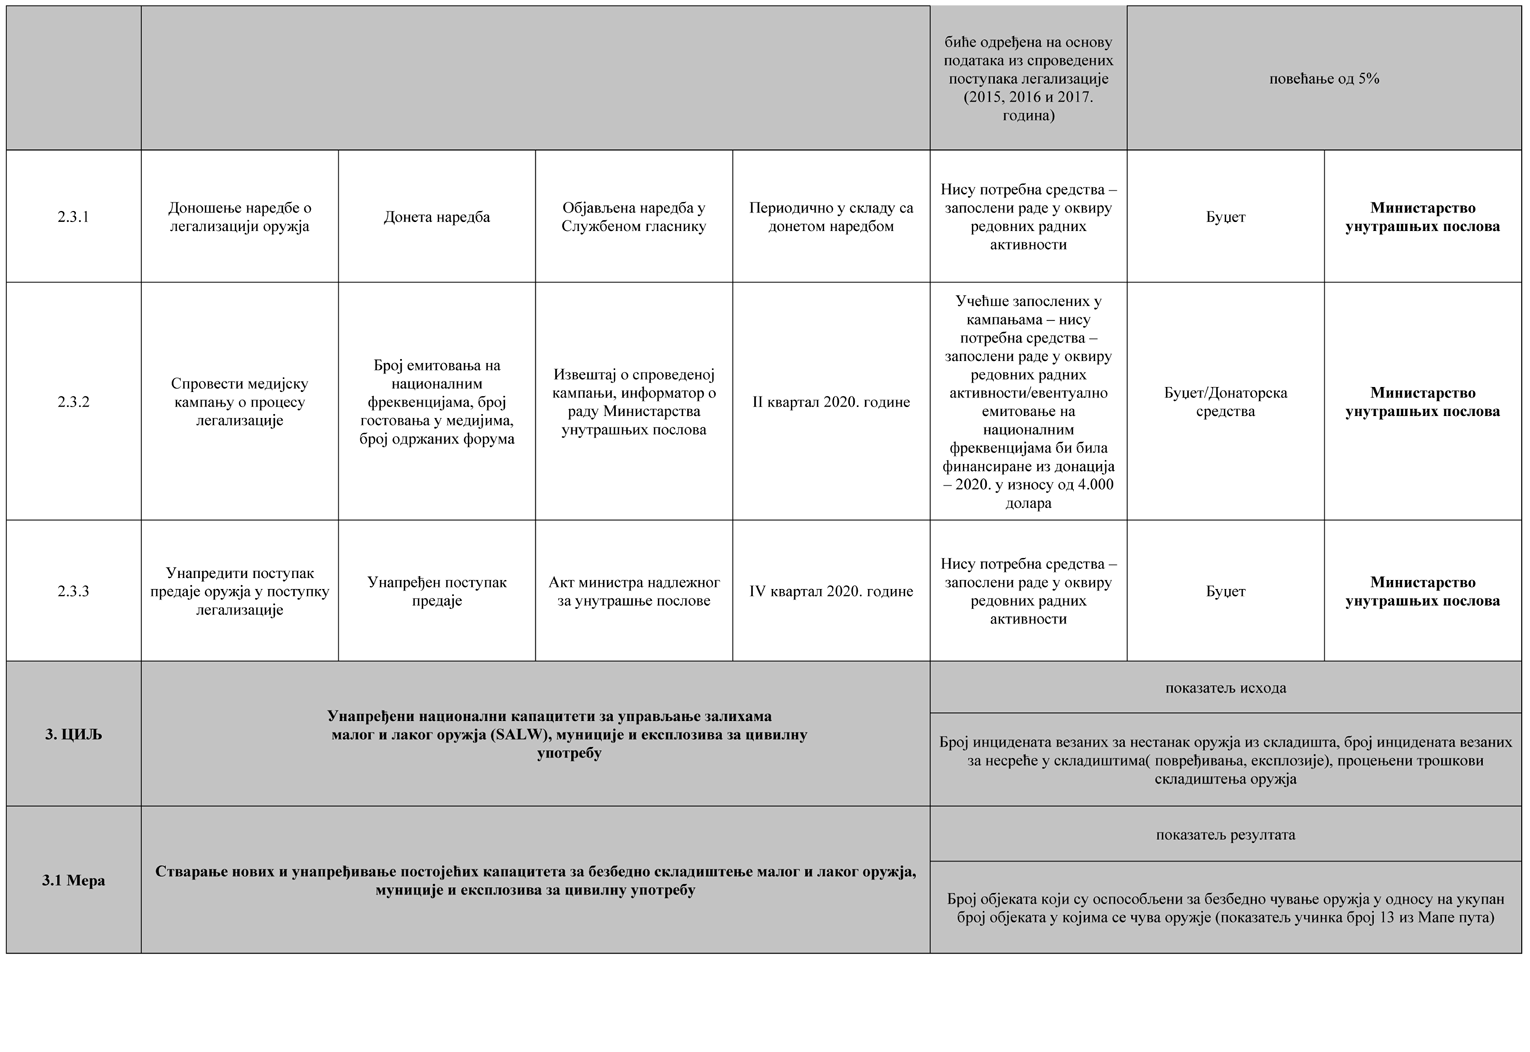 биће одређена на основу
података из спроведених
поступака легализације
(2015, 2016 и 2017.
година)
повећање од 5%
2.3.1
Доношење наредбе о
легализацији оружја
Донета наредба
Објављена наредба у
Службеном гласнику
Периодично у складу са
донетом наредбом
Нису потребна средства –
запослени раде у оквиру
редовних радних
активности
Буџет
Министарство
унутрашњих послова
2.3.2
Спровести медијску
кампању о процесу
легализације
Број емитовања на
националним
фреквенцијама, број
гостовања у медијима,
број одржаних форума
Извештај о спроведеној
кампањи, информатор о
раду Министарства
унутрашњих послова
II квартал 2020. године
Учећше запослених у
кампањама – нису
потребна средства –
запослени раде у оквиру
редовних радних
активности/евентуално
емитовање на
националним
фреквенцијама би била
финансиране из донација
– 2020. у износу од 4.000
долара
Буџет/Донаторска
средства
Министарство
унутрашњих послова
2.3.3
Унапредити поступак
предаје оружја у поступку
легализације
Унапређен поступак
предаје
Акт министра надлежног
за унутрашње послове
IV квартал 2020. године
Нису потребна средства –
запослени раде у оквиру
редовних радних
активности
Буџет
Министарство
унутрашњих послова
3. ЦИЉ
Унапређени национални капацитети за управљање залихама
малог и лаког оружја (SALW), муниције и експлозива за цивилну
употребу
показатељ исхода
Број инцидената везаних за нестанак оружја из складишта, број инцидената везаних
за несреће у складиштима( повређивања, експлозије), процењени трошкови
складиштења оружја
3.1 Мера
Стварање нових и унапређивање постојећих капацитета за безбедно складиштење малог и лаког оружја,
муниције и експлозива за цивилну употребу
показатељ резултата
Број објеката који су оспособљени за безбедно чување оружја у односу на укупан
број објеката у којима се чува оружје (показатељ учинка број 13 из Мапе пута)